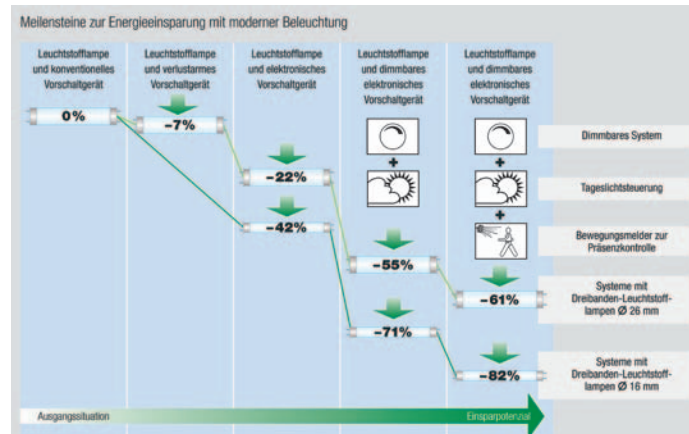 Meilensteine zur Energieeinsparung mit moderner Beleuchtung
Leuchtstofflampe
und konventionelles
Vorschaltgerät
Leuchtstofflampe
und verlustarmes
Vorschaltgerät
Leuchtstofflampe
und elektronisches
Vorschaltgerät
Leuchtstofflampe
und dimmbares
elektronisches
Vorschaltgerät
Leuchtstofflampe
und dimmbares
elektronisches
Vorschaltgerät
0%
–7%
–22%
–42%
–55%
–71%
–61%
–82%
+
+
+
Dimmbares System
Tageslichtsteuerung
Bewegungsmelder zur
Präsenzkontrolle
Systeme mit
Dreibanden-Leuchtstoff-
lampen Ø 26 mm
Systeme mit
Dreibanden-Leuchtstoff-
lampen Ø 16 mm
Ausgangssituation
Einsparpotenzial